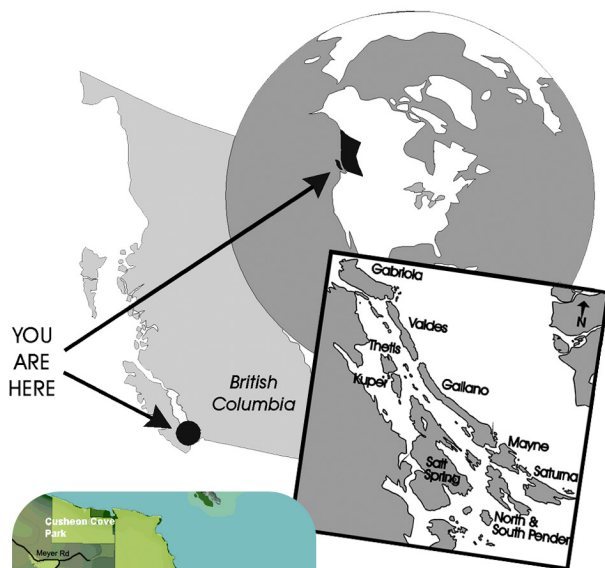 YOU
ARE
HERE
British
Columbia
Gabriola
N
Valdes
Thetis
Kuper
Galiano
Mayne
Saturna
Salt
Spring
North &
South Pender
Cusheon Cove
Park
Meyer Rd